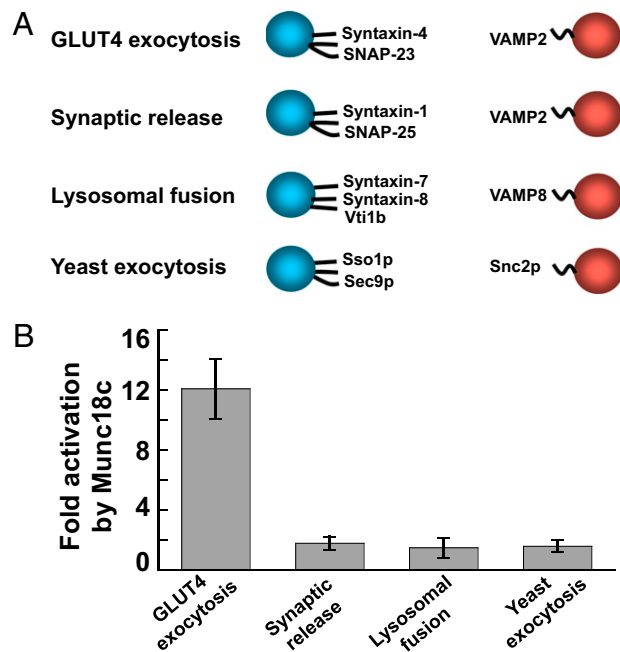 A
GLUT4 exocytosis
Syntaxin-4
SNAP-23
VAMP2
Synaptic release
Syntaxin-1
SNAP-25
VAMP2
Lysosomal fusion
Syntaxin-7
Syntaxin-8
Vti1b
VAMP8
Yeast exocytosis
Sso1p
Sec9p
Snc2p
B
Fold activation
by Munc18c
16
12
8
4
0
GLUT4
exocytosis
Synaptic
release
Lysosomal
fusion
Yeast
exocytosis